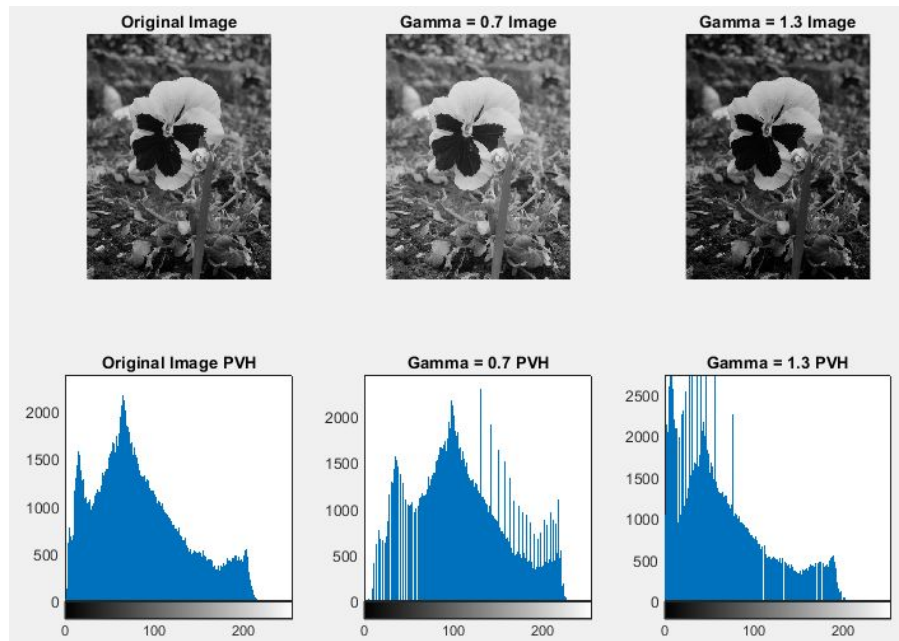 Original Image
Gamma = 0.7 Image
Gamma = 1.3 Image
Original Image PVH
2000
1500
1000
500
0
0 100 200
Gamma = 0.7 PVH
2000
1500
1000
500
0
0 100 200
Gamma = 1.3 PVH
2500
2000
1500
1000
500
0
0 100 200